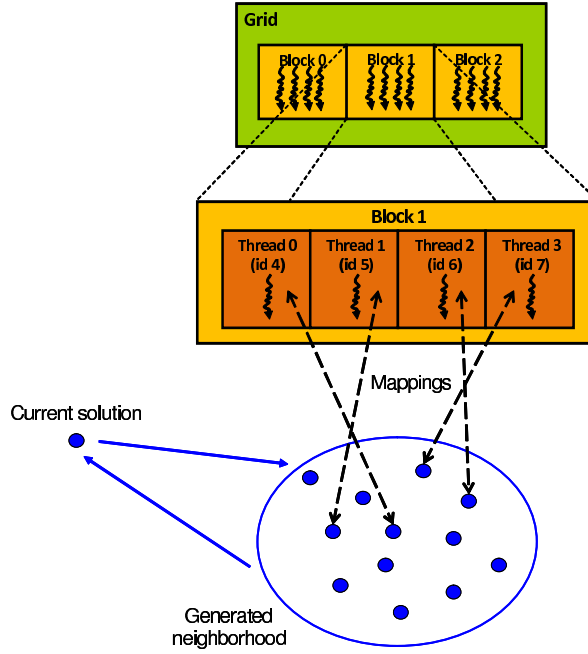 Grid
Block 0 Block 1 Block 2
Block 1
Thread 0 Thread 1 Thread 2 Thread 3
(id 4) (id 5) (id 6) (id 7)
Mappings
Current solution
Generated
neighborhood